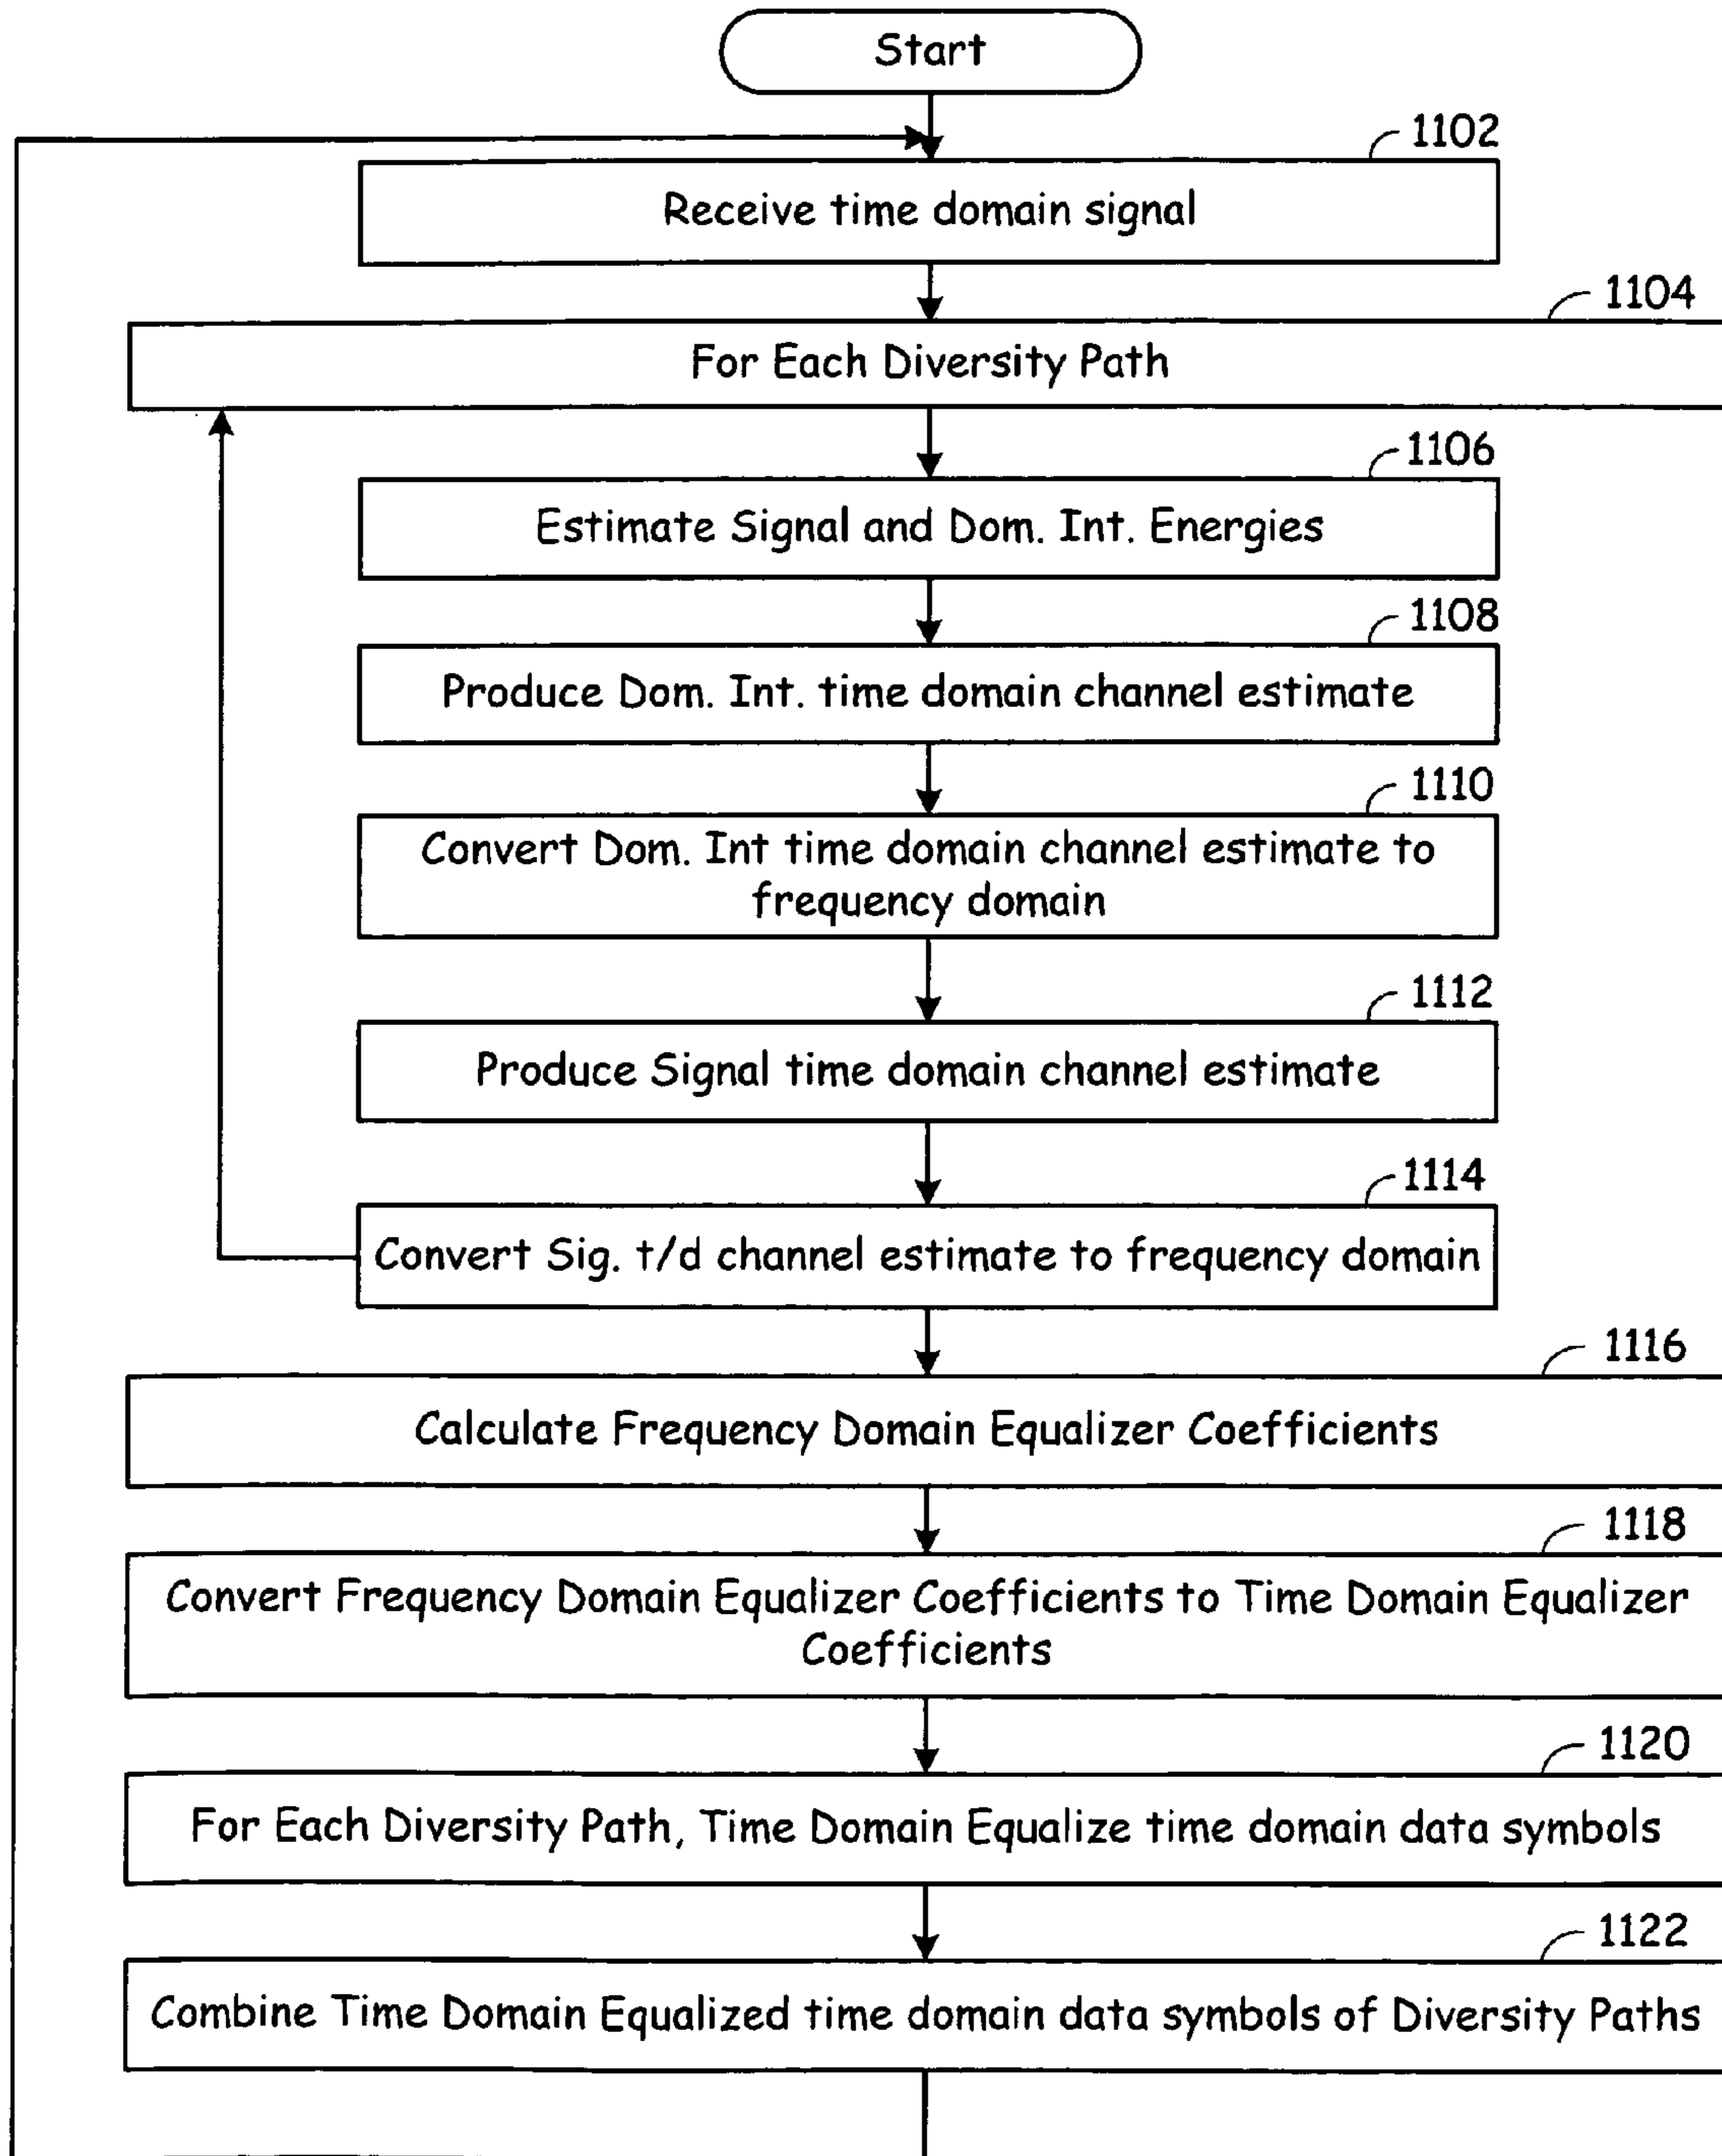 Start
1102
Receive time domain signal
1104
For Each Diversity Path
1106
Estimate Signal and Dom. Int. Energies
1108
Produce Dom. Int. time domain channel estimate
1110
Convert Dom. Int time domain channel estimate to
frequency domain
1112
Produce Signal time domain channel estimate
1114
Convert Sig. t/d channel estimate to frequency domain
1116
Calculate Frequency Domain Equalizer Coefficients
1118
Convert Frequency Domain Equalizer Coefficients to Time Domain Equalizer
Coefficients
1120
For Each Diversity Path, Time Domain Equalize time domain data symbols
1122
Combine Time Domain Equalized time domain data symbols of Diversity Paths